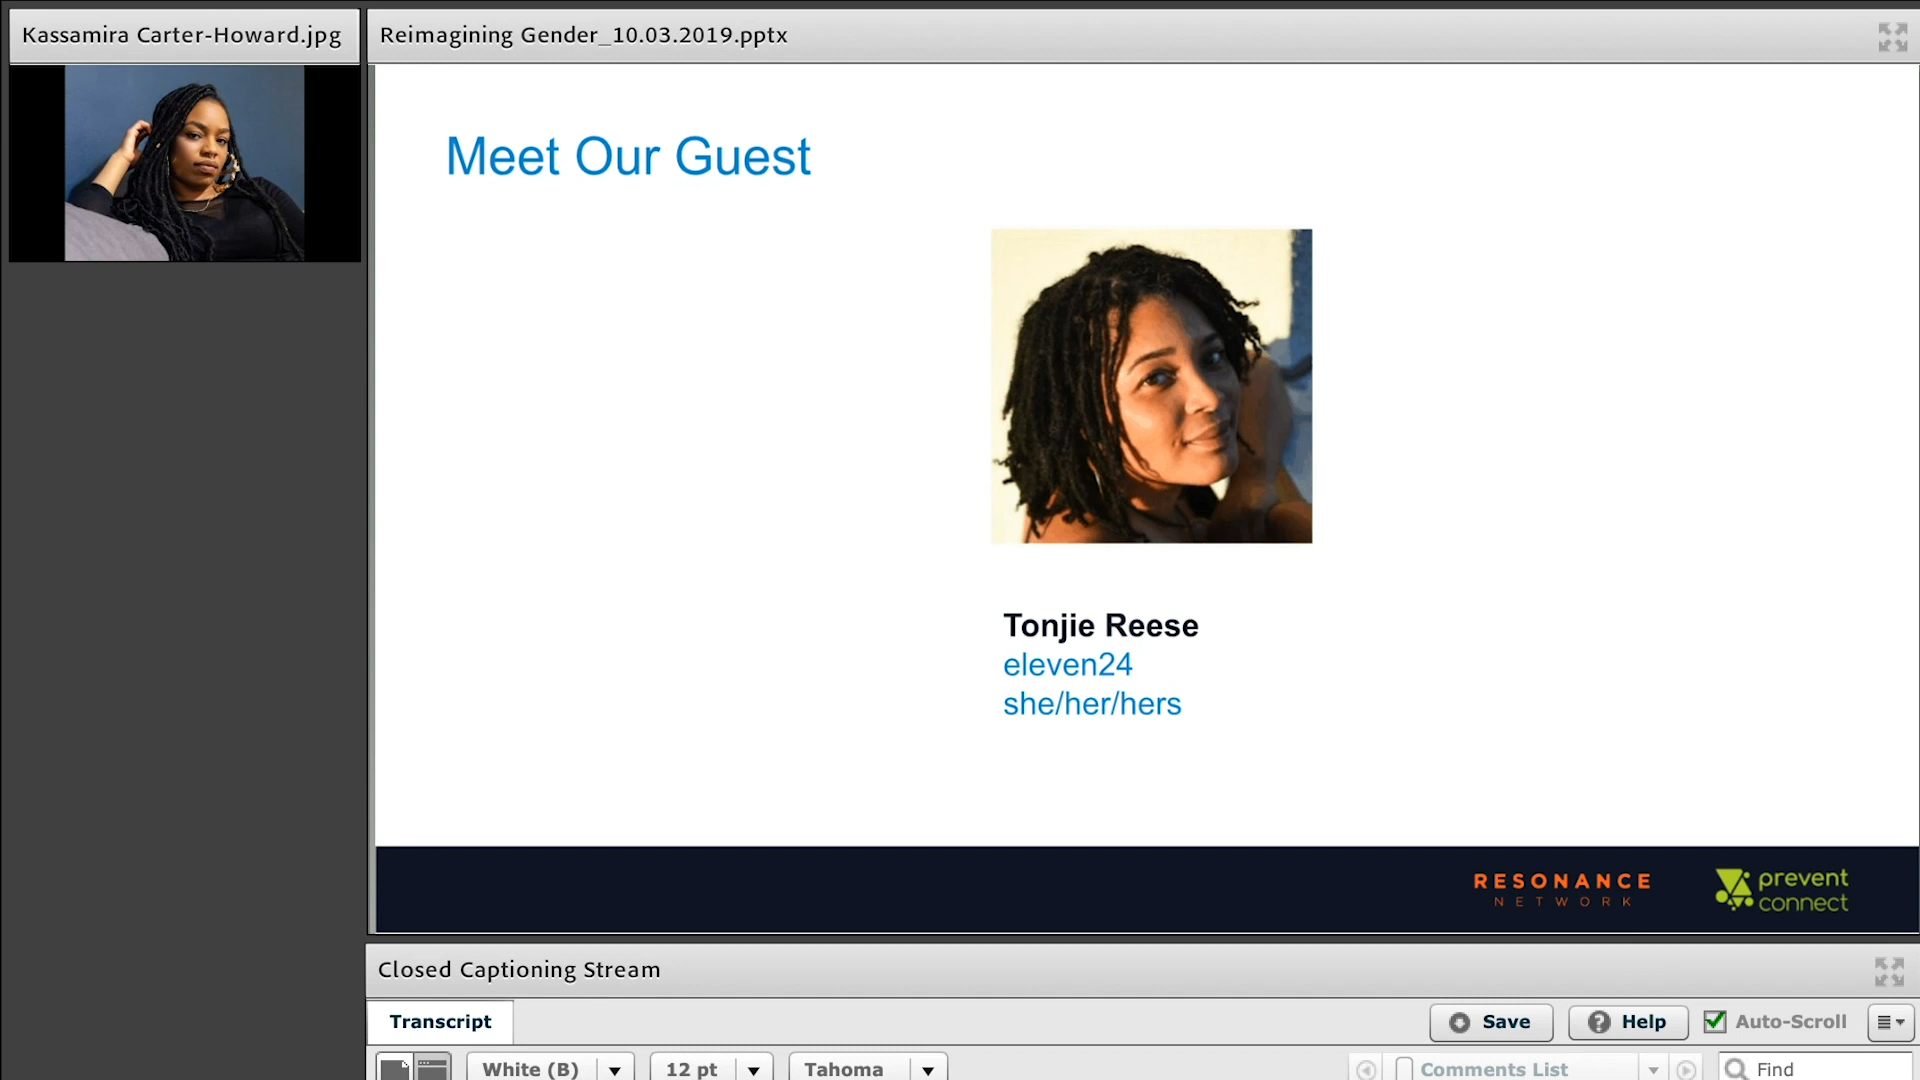 Kassamira Carter-Howard.jpg
Reimagining Gender_10.03.2019.pptx
Meet Our Guest
Tonjie Reese
eleven24
she/her/hers
RESONANCE
NETWORK
prevent
connect
Closed Captioning Stream
Transcript
Save
Help
Auto-Scroll
White (B)
12 pt
Tahoma
Comments List
Find